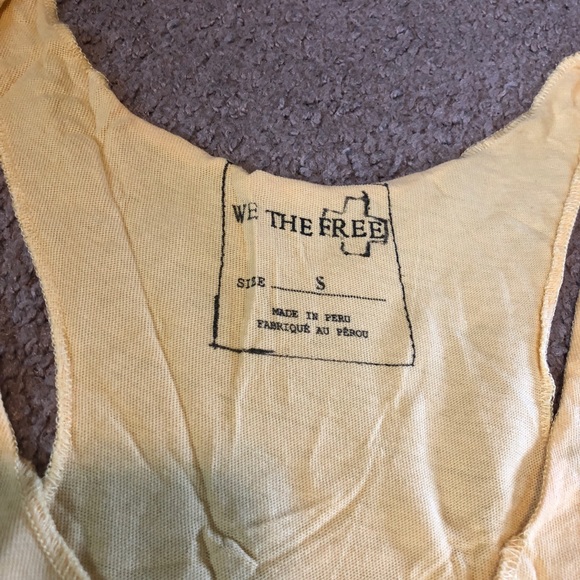 WE THE FREE
SIZE S
MADE IN PERU
FABRIQUÉ AU PÉROU